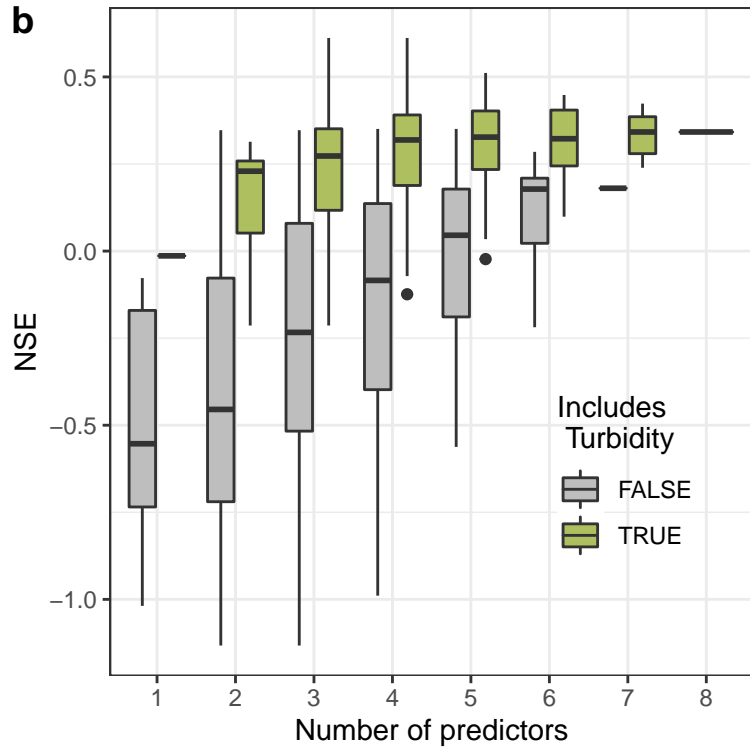 b
NSE
0.5
0.0
−0.5
−1.0
Includes
Turbidity
FALSE
TRUE
1 2 3 4 5 6 7 8
Number of predictors